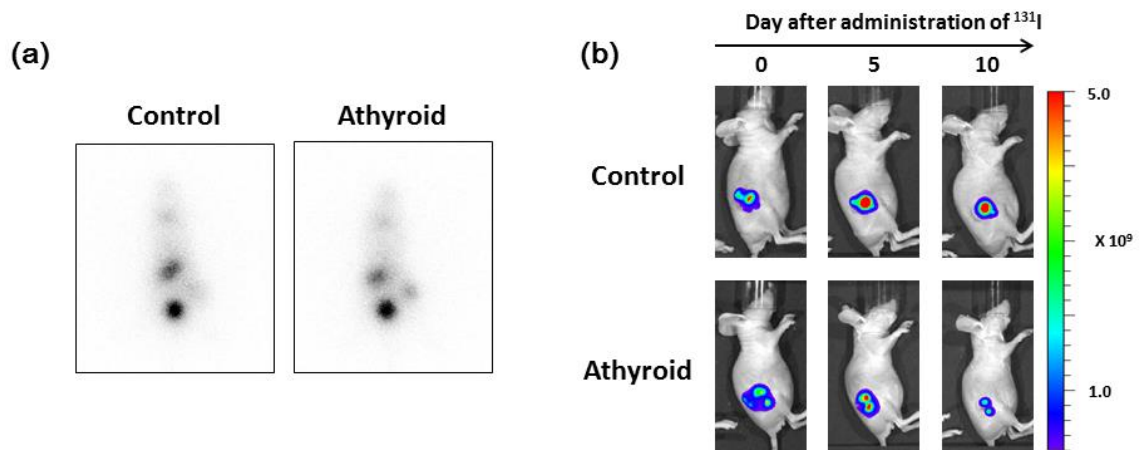 (a)
Control
Athyroid
(b)
Day after administration of ¹³¹I
0 5 10
Control
Athyroid
5.0
X 10⁹
1.0